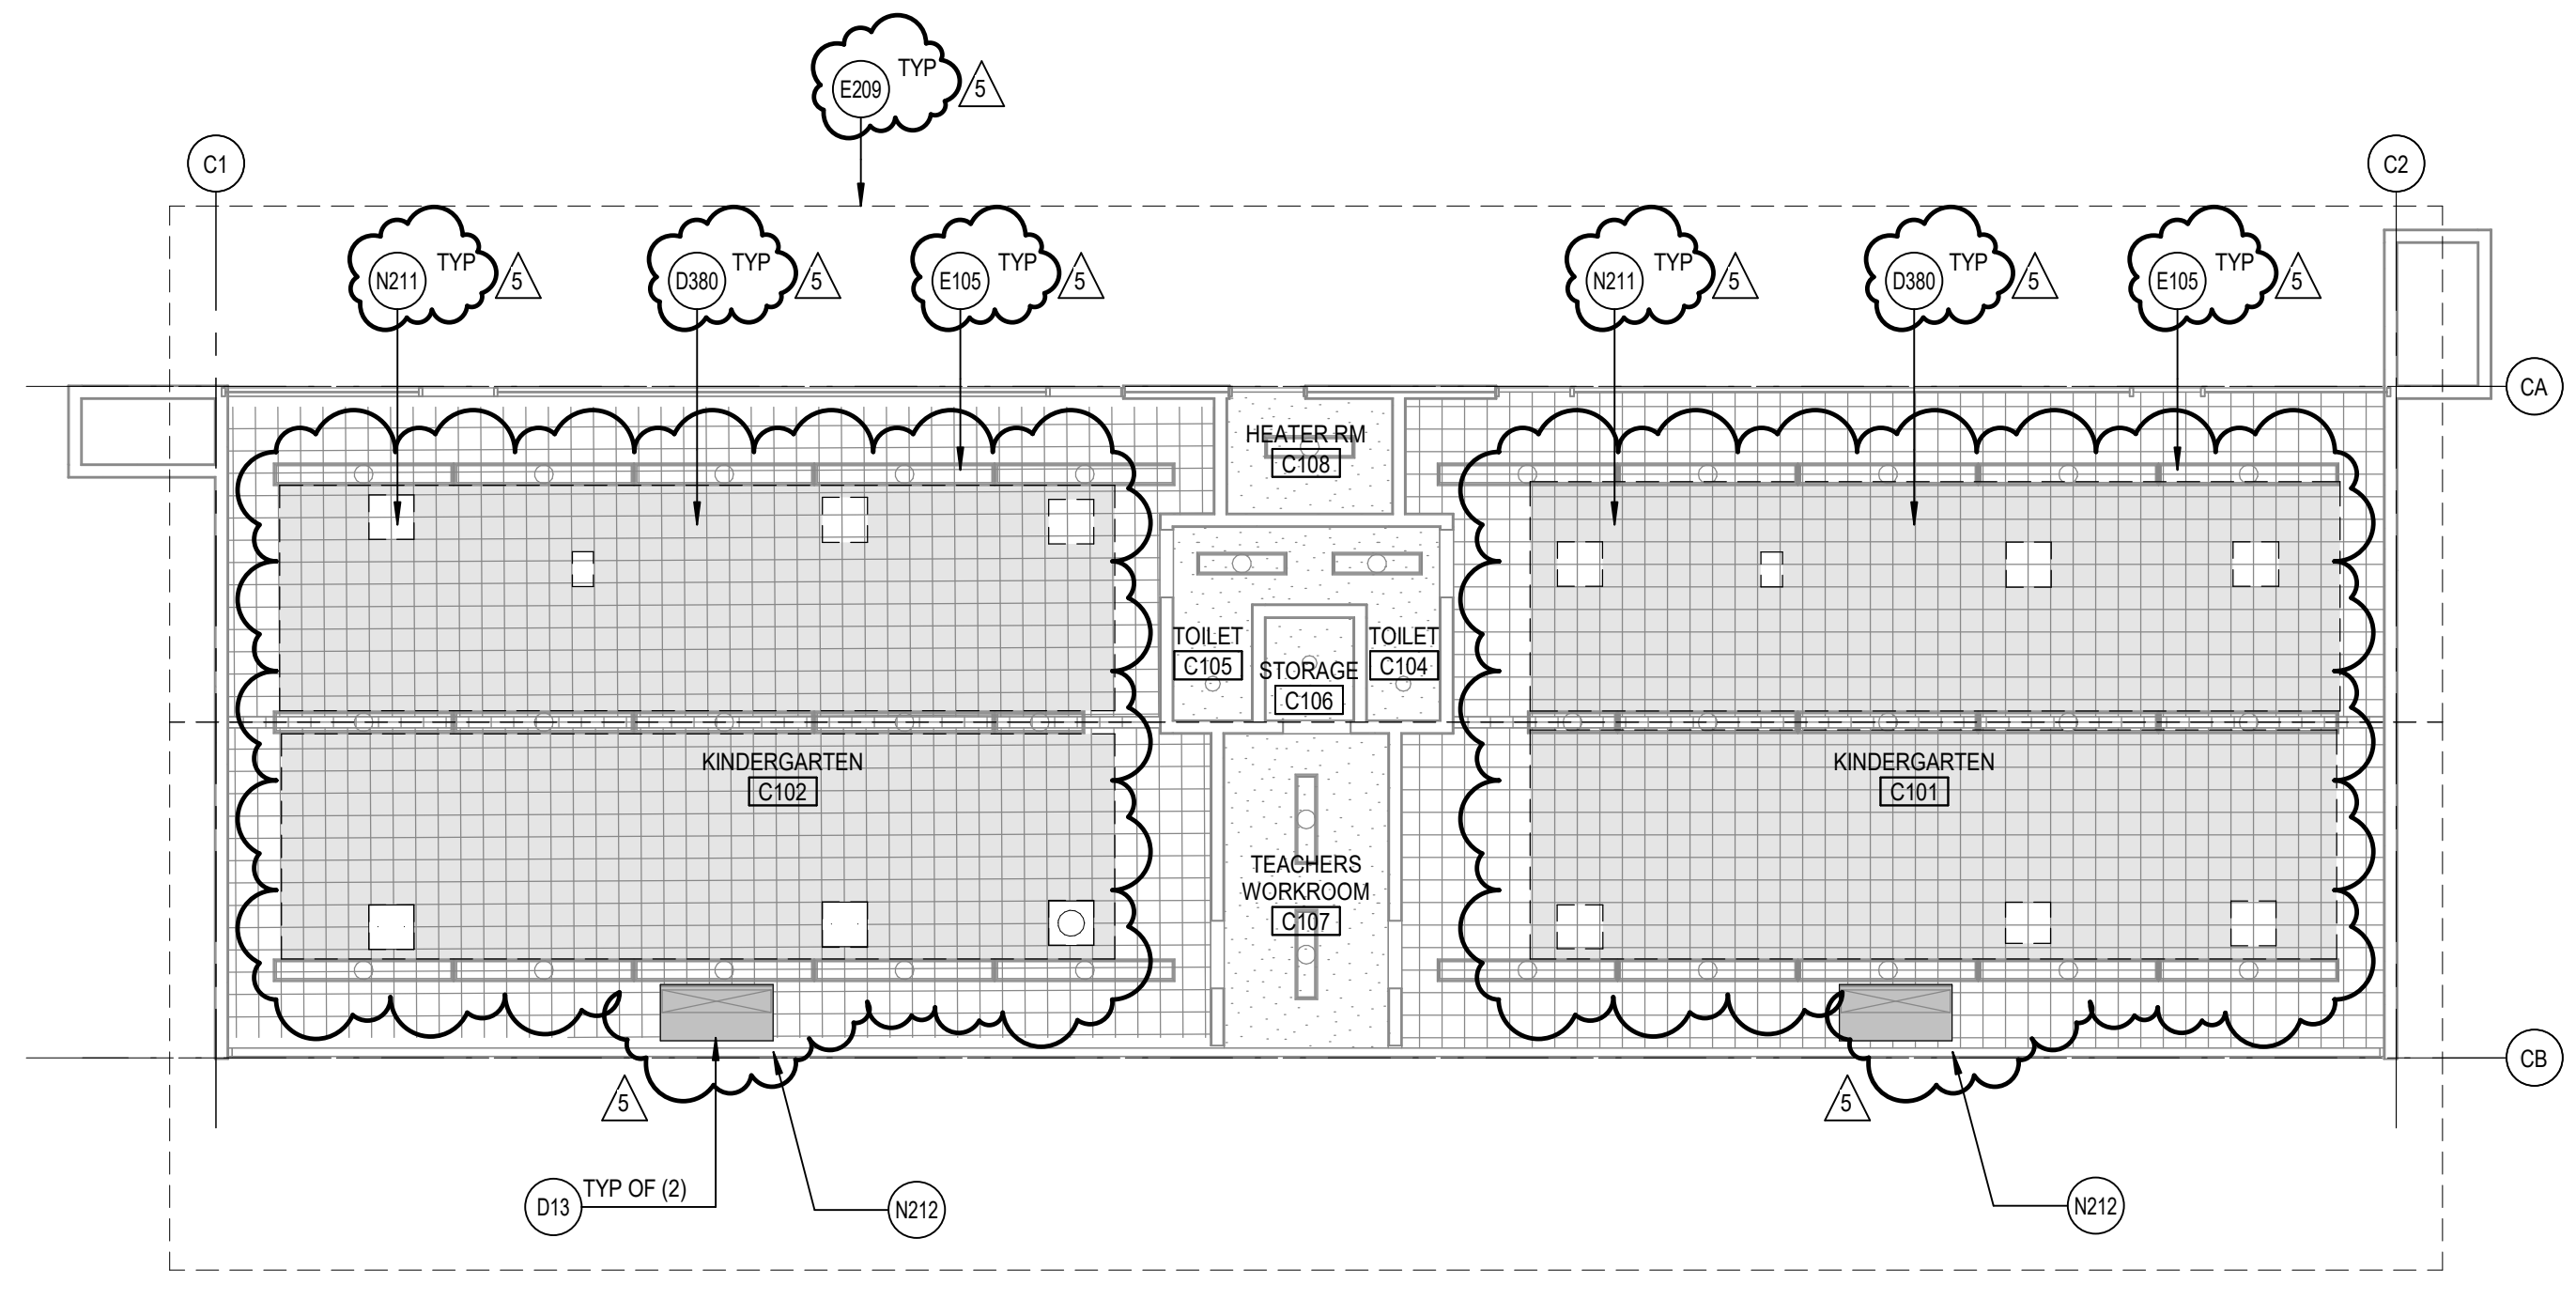 E209 TYP 5
C1
C2
N211 TYP 5
D380 TYP 5
E105 TYP 5
N211 TYP 5
D380 TYP 5
E105 TYP 5
CA
HEATER RM
C108
TOILET
C105
TOILET
C104
STORAGE
C106
KINDERGARTEN
C102
KINDERGARTEN
C101
TEACHERS
WORKROOM
C107
CB
5
5
D13 TYP OF (2)
N212
N212